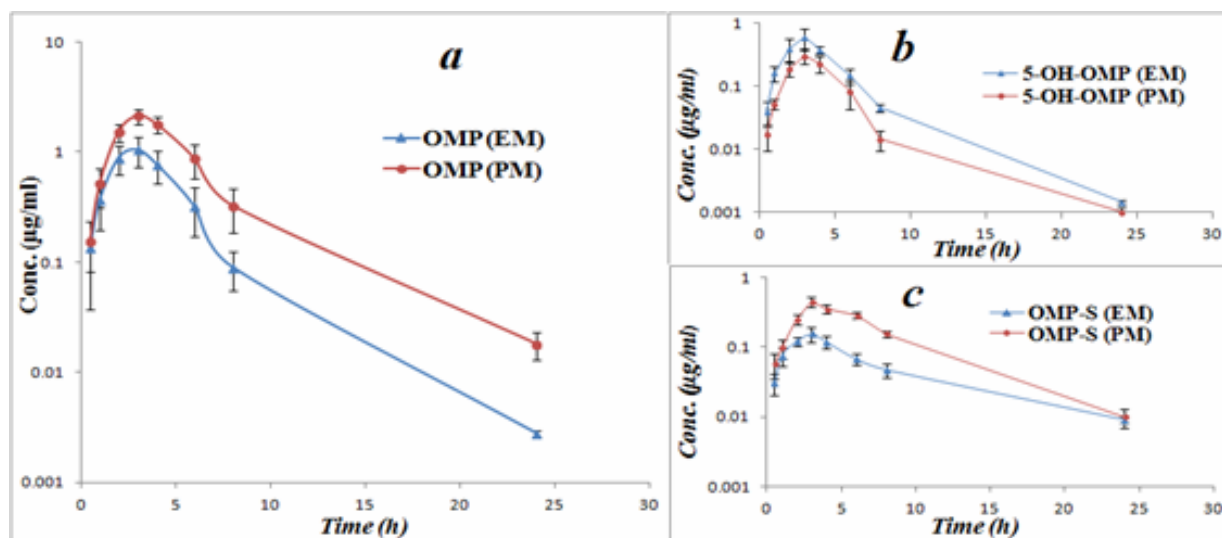 a
Conc. (µg/ml)
10
1
0.1
0.01
0.001
OMP (EM)
OMP (PM)
0
5
10
15
20
25
30
Time (h)
b
Conc. (µg/ml)
1
0.1
0.01
0.001
5-OH-OMP (EM)
5-OH-OMP (PM)
0
5
10
15
20
25
30
Time (h)
c
Conc. (µg/ml)
1
0.1
0.01
0.001
OMP-S (EM)
OMP-S (PM)
0
5
10
15
20
25
30
Time (h)